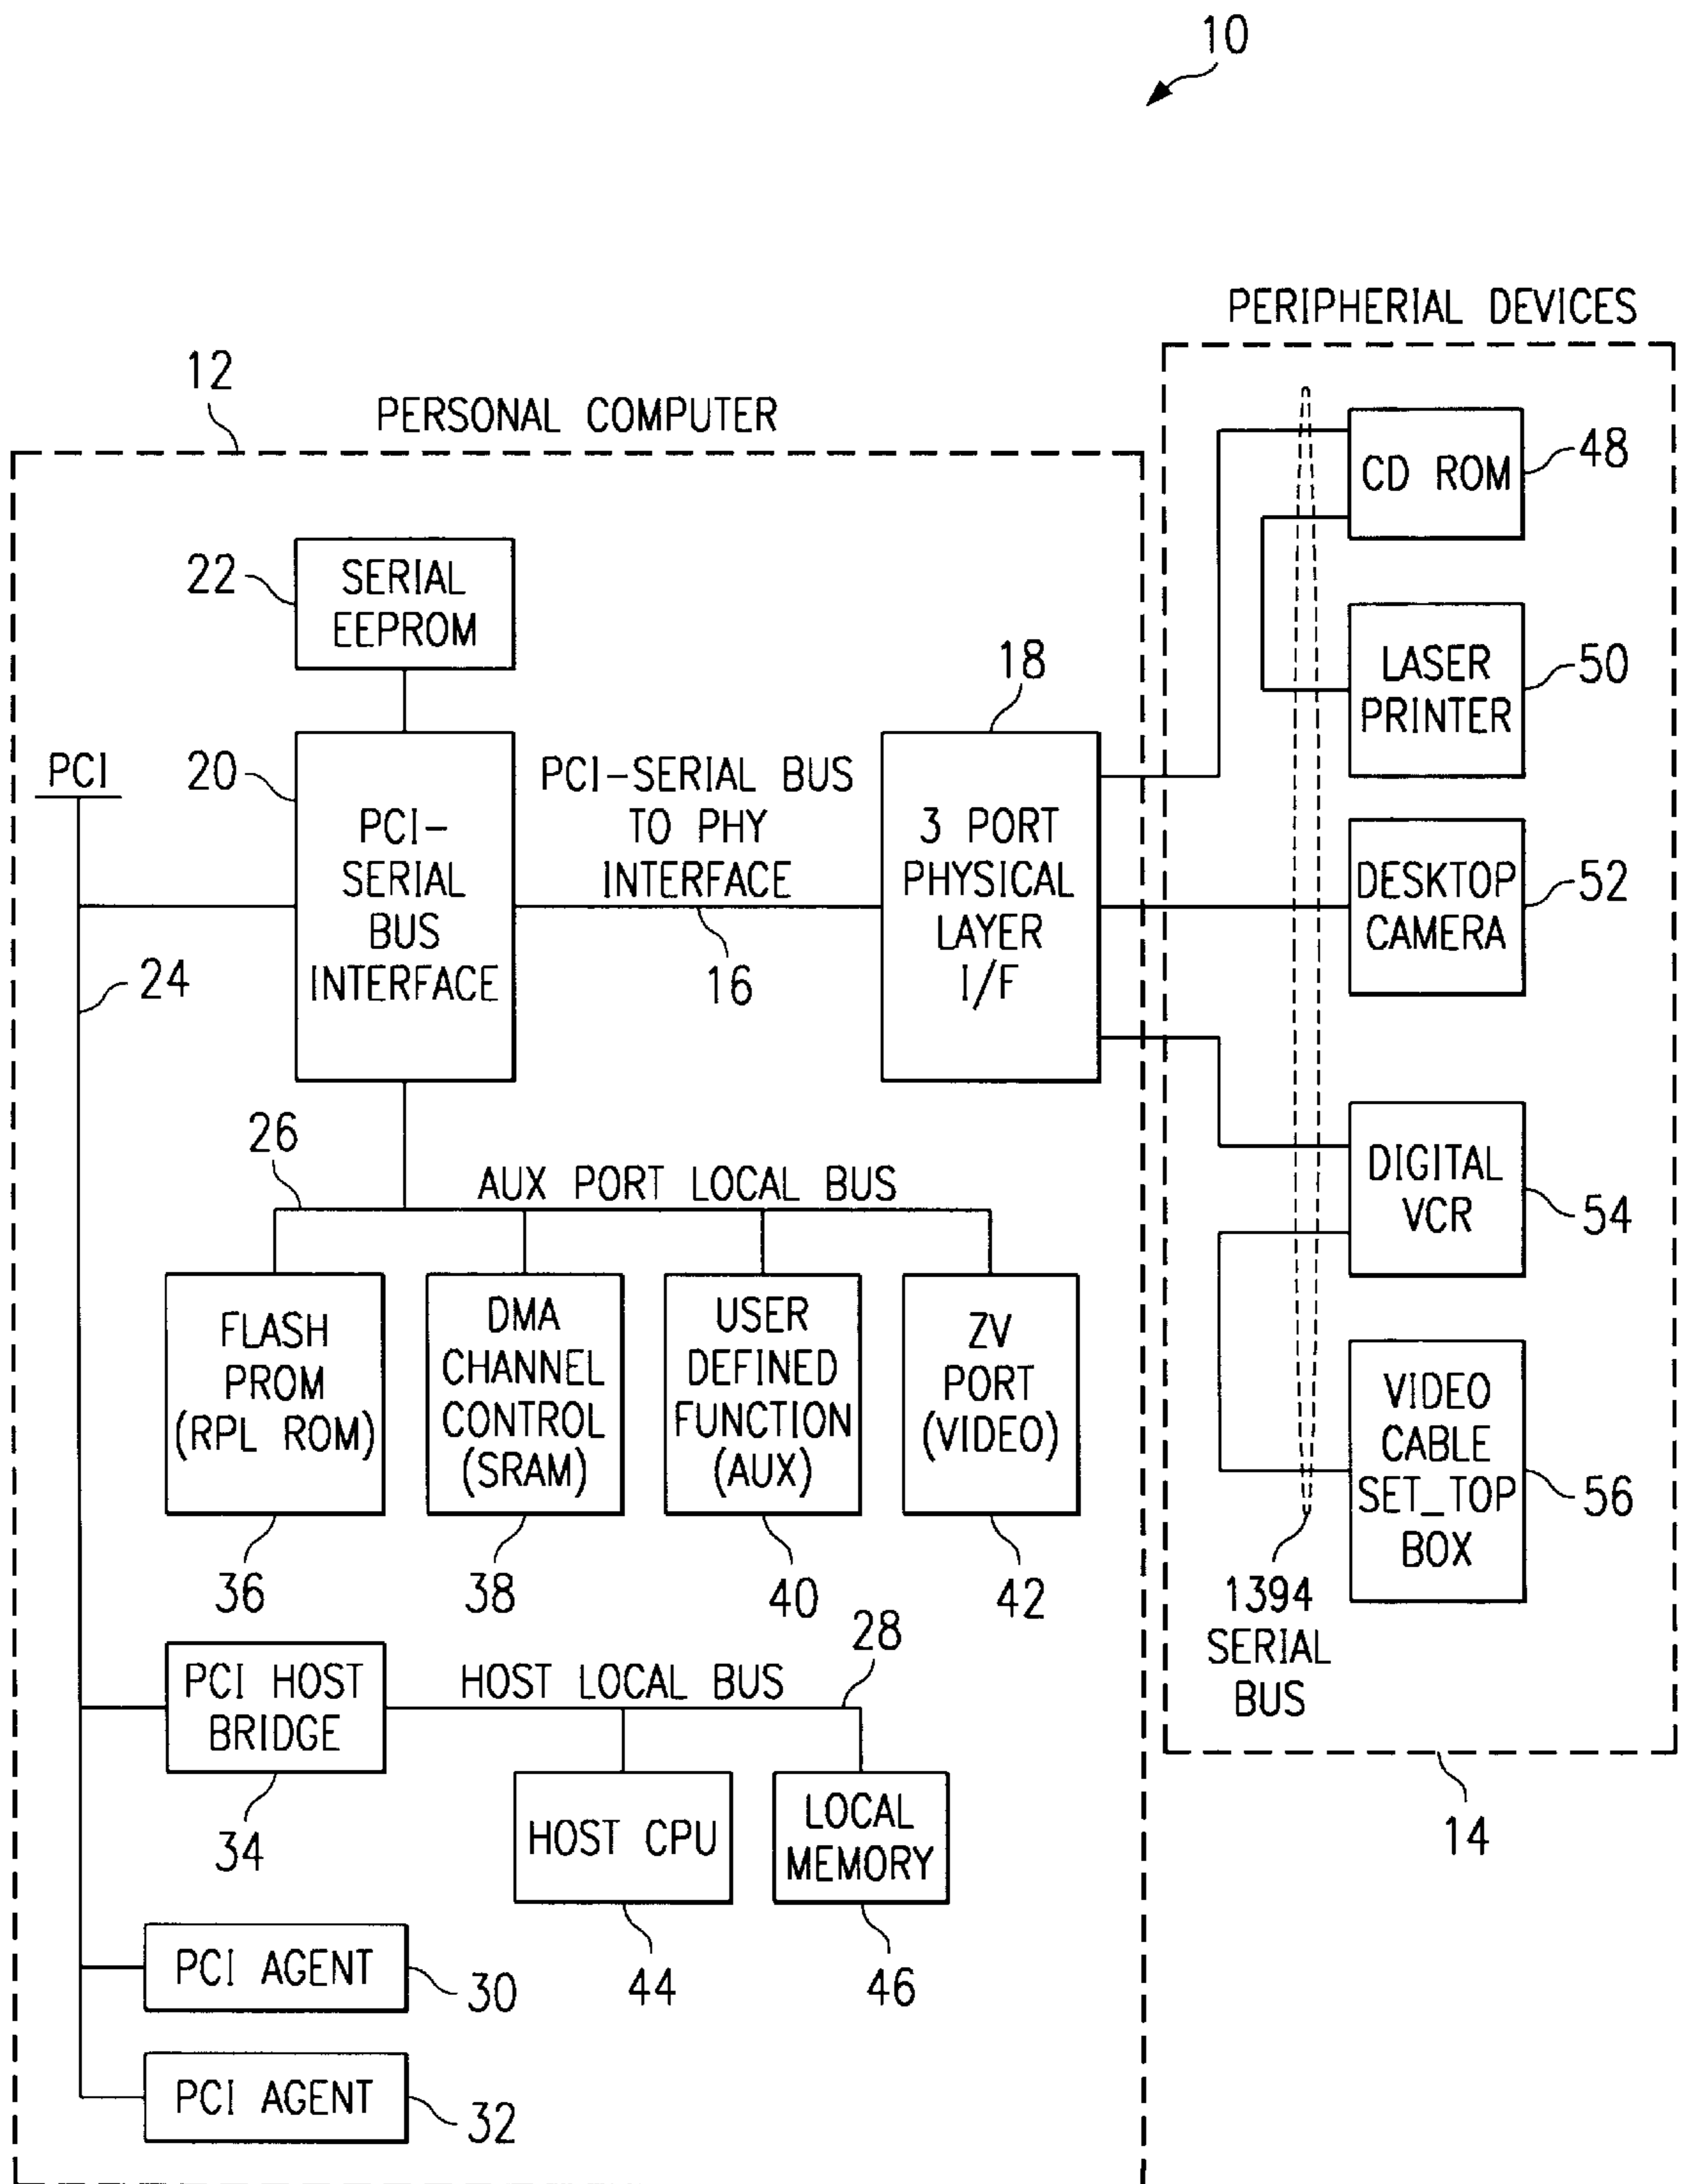 10
PERIPHERIAL DEVICES
12
PERSONAL COMPUTER
CD ROM
48
22
SERIAL
EEPROM
LASER
PRINTER
50
18
PCI
20
PCI-
SERIAL
BUS
INTERFACE
PCI-SERIAL BUS
TO PHY
INTERFACE
16
3 PORT
PHYSICAL
LAYER
I/F
DESKTOP
CAMERA
52
24
26
AUX PORT LOCAL BUS
DIGITAL
VCR
54
FLASH
PROM
(RPL ROM)
DMA
CHANNEL
CONTROL
(SRAM)
USER
DEFINED
FUNCTION
(AUX)
ZV
PORT
(VIDEO)
VIDEO
CABLE
SET_TOP
BOX
56
36
38
40
42
1394
SERIAL
BUS
28
PCI HOST
BRIDGE
HOST LOCAL BUS
34
HOST CPU
LOCAL
MEMORY
14
44
46
PCI AGENT
30
PCI AGENT
32